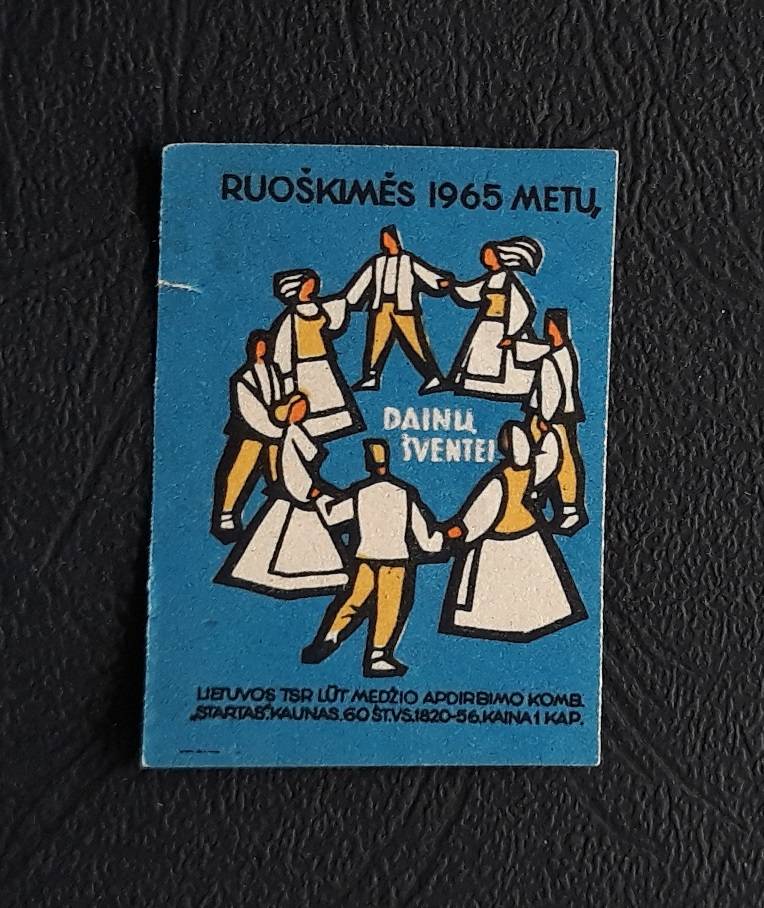 RUOŠKIMĖS 1965 METŲ
DAINŲ
ŠVENTEI
LIETUVOS TSR LŪT MEDŽIO APDIRBIMO KOMB.
„STARTAS“, KAUNAS. 60 ŠT. VS. 1820-56. KAINA 1 KAP.